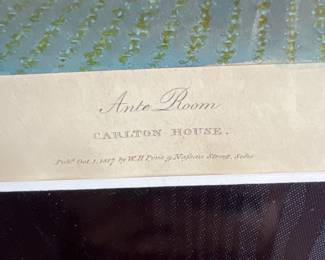 Ante Room
CARLTON HOUSE.
Pubd. Oct. 1, 1817 by W.H Pyne 9 Nassau Street, Soho